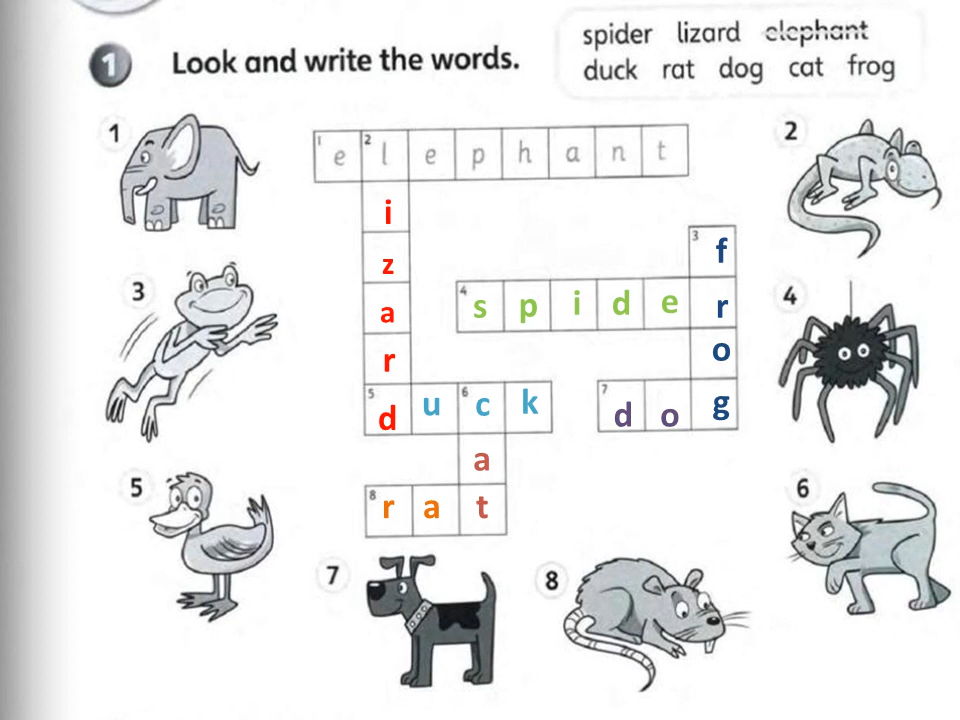 spider lizard elephant
duck rat dog cat frog
1 Look and write the words.
1
2
1 e 2 l e p h a n t
i
z
3 f
3
a
4 s p i d e r
4
r
o
5 d u 6 c k
7 d o g
a
5
6
8 r a t
7
8